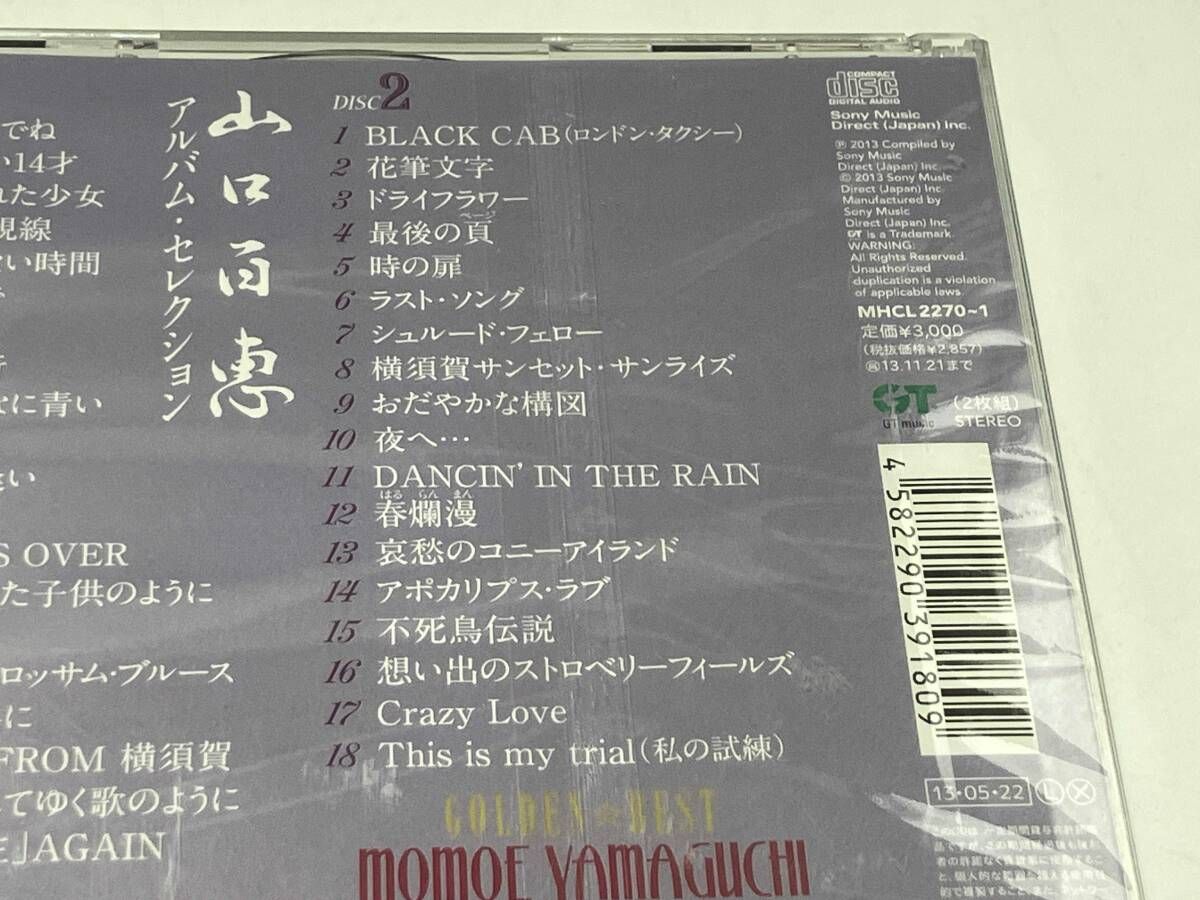 でね
い14才
れた少女
視線
い時間
に青い
S OVER
た子供のように
ロッサム・ブルース
に
FROM 横須賀
てゆく歌のように
』AGAIN
山口百恵
アルバム・セレクション
DISC 2
1 BLACK CAB(ロンドン・タクシー)
2 花筆文字
3 ドライフラワー
4 最後の頁
ページ
5 時の扉
6 ラスト・ソング
7 シュルード・フェロー
8 横須賀サンセット・サンライズ
9 おだやかな構図
10 夜へ…
11 DANCIN' IN THE RAIN
はる らん まん
12 春爛漫
13 哀愁のコニーアイランド
14 アポカリプス・ラブ
15 不死鳥伝説
16 想い出のストロベリーフィールズ
17 Crazy Love
18 This is my trial(私の試練)
GOLDEN☆BEST
MOMOE YAMAGUCHI
COMPACT
disc
DIGITAL AUDIO
Sony Music
Direct (Japan) Inc.
℗ 2013 Compiled by
Sony Music
Direct (Japan) Inc.
© 2013 Sony Music
Direct (Japan) Inc.
Manufactured by
Sony Music
Direct (Japan) Inc.
GT is a Trademark.
WARNING:
All Rights Reserved.
Unauthorized
duplication is a violation
of applicable laws.
MHCL 2270~1
定価¥3,000
(税抜価格¥2,857)
13.11.21まで
GT
GT music
(2枚組)
STEREO
4 582290 391809
13・05・22 L X